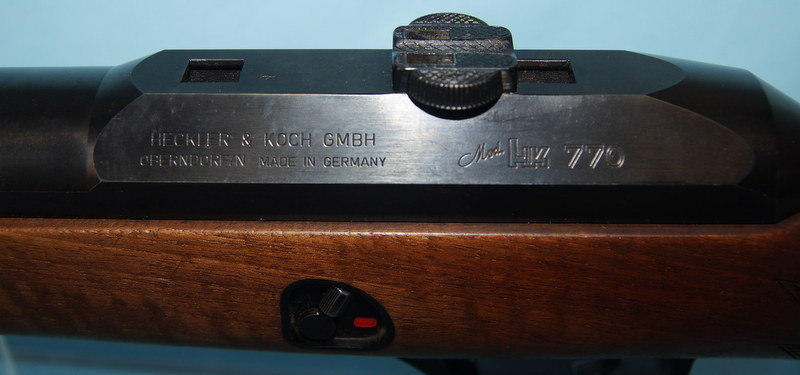 HECKLER & KOCH GMBH
OBERNDORF/N MADE IN GERMANY
Mod. HK 770